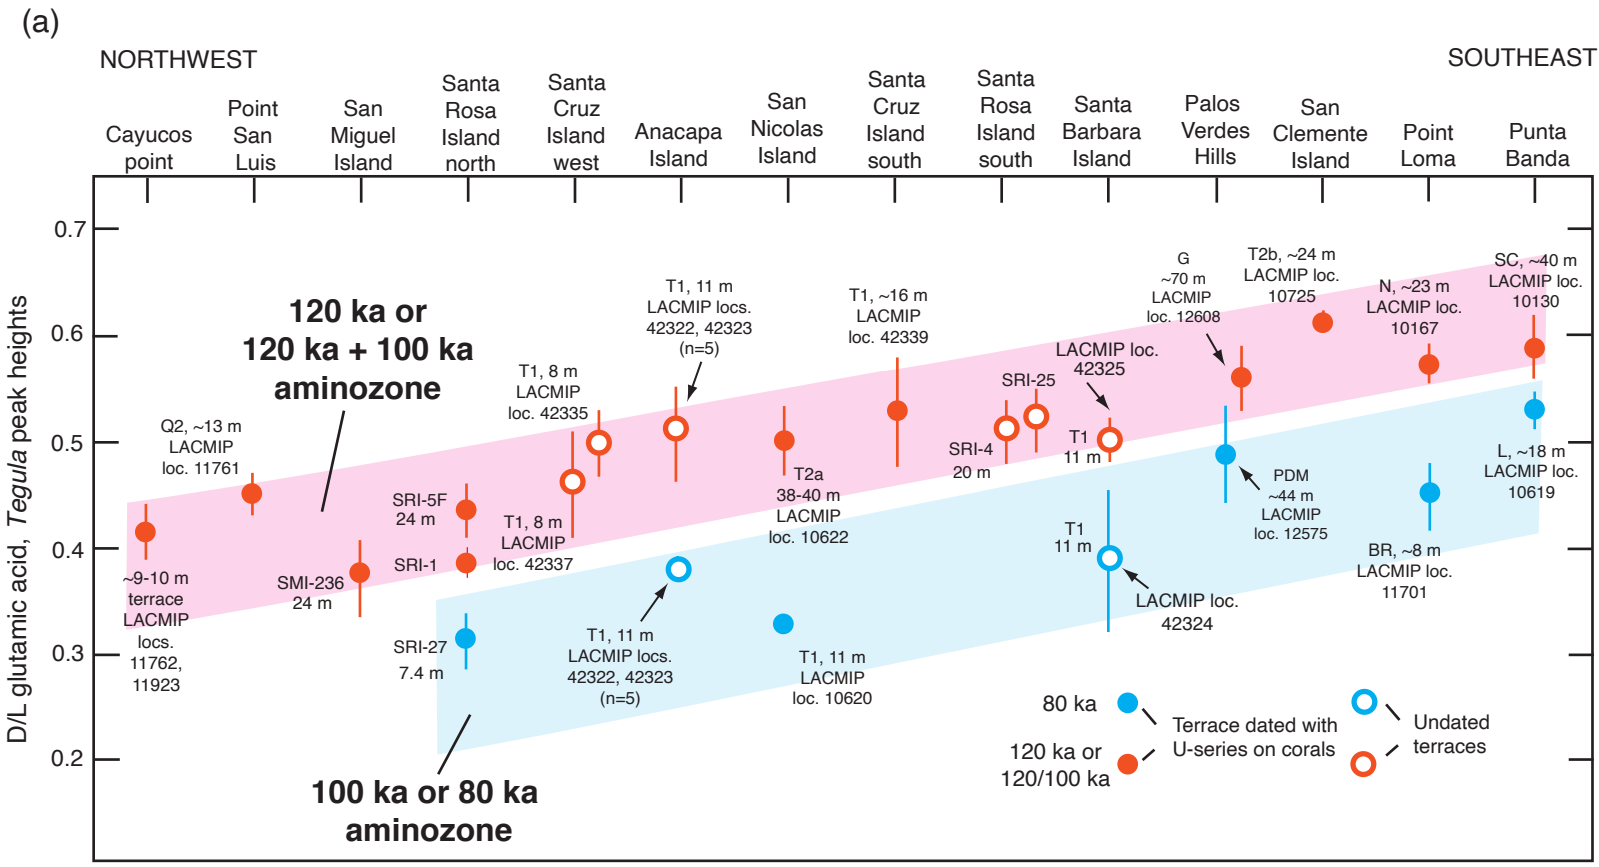 (a)
NORTHWEST
SOUTHEAST
Cayucos
point
Point
San
Luis
San
Miguel
Island
Santa
Rosa
Island
north
Santa
Cruz
Island
west
Anacapa
Island
San
Nicolas
Island
Santa
Cruz
Island
south
Santa
Rosa
Island
south
Santa
Barbara
Island
Palos
Verdes
Hills
San
Clemente
Island
Point
Loma
Punta
Banda
D/L glutamic acid, Tegula peak heights
0.7
0.6
0.5
0.4
0.3
0.2
120 ka or
120 ka + 100 ka
aminozone
100 ka or 80 ka
aminozone
~9-10 m
terrace
LACMIP
locs.
11762,
11923
Q2, ~13 m
LACMIP
loc. 11761
SMI-236
24 m
SRI-5F
24 m
SRI-1
SRI-27
7.4 m
T1, 8 m
LACMIP
loc. 42335
T1, 8 m
LACMIP
loc. 42337
T1, 11 m
LACMIP locs.
42322, 42323
(n=5)
T1, 11 m
LACMIP locs.
42322, 42323
(n=5)
T2a
38-40 m
LACMIP
loc. 10622
T1, 11 m
LACMIP
loc. 10620
T1, ~16 m
LACMIP
loc. 42339
SRI-4
20 m
SRI-25
LACMIP loc.
42325
T1
11 m
T1
11 m
LACMIP loc.
42324
G
~70 m
LACMIP
loc. 12608
PDM
~44 m
LACMIP
loc. 12575
T2b, ~24 m
LACMIP loc.
10725
N, ~23 m
LACMIP loc.
10167
BR, ~8 m
LACMIP loc.
11701
SC, ~40 m
LACMIP loc.
10130
L, ~18 m
LACMIP loc.
10619
80 ka
120 ka or
120/100 ka
Terrace dated with
U-series on corals
Undated
terraces